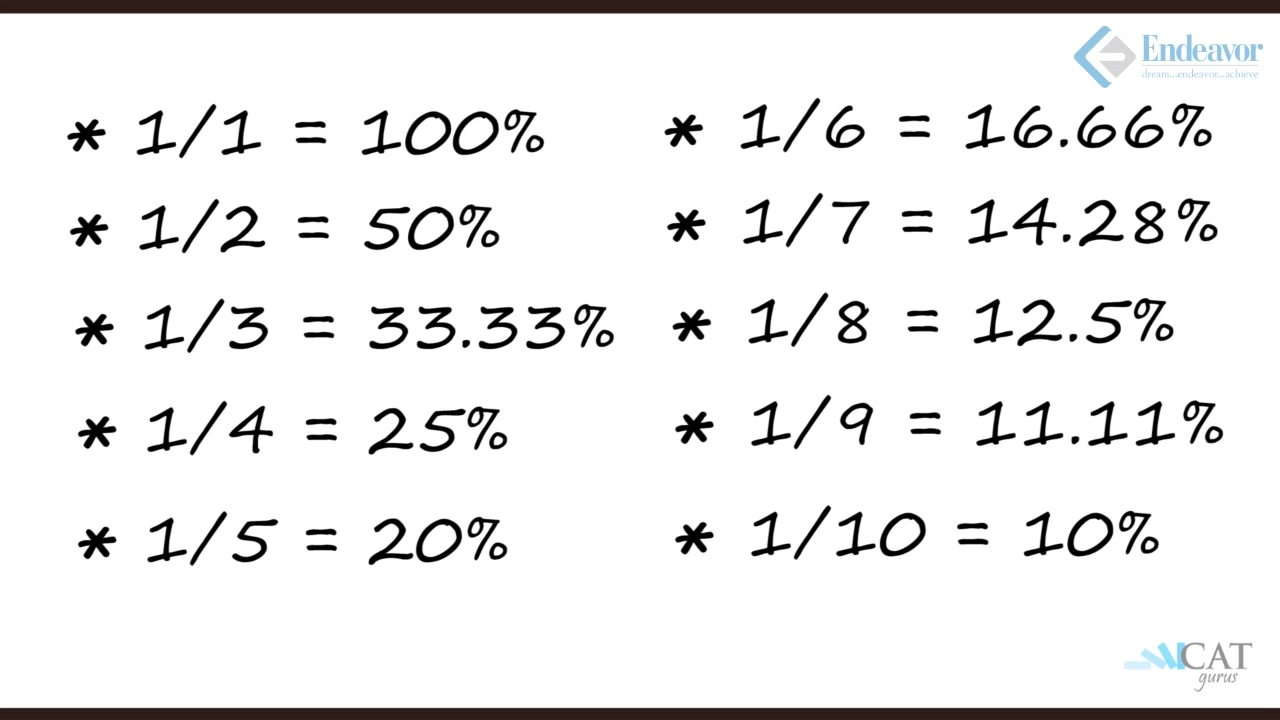 Endeavor
dream...endeavor...achieve
* 1/1 = 100%
* 1/2 = 50%
* 1/3 = 33.33%
* 1/4 = 25%
* 1/5 = 20%
* 1/6 = 16.66%
* 1/7 = 14.28%
* 1/8 = 12.5%
* 1/9 = 11.11%
* 1/10 = 10%
CAT
gurus